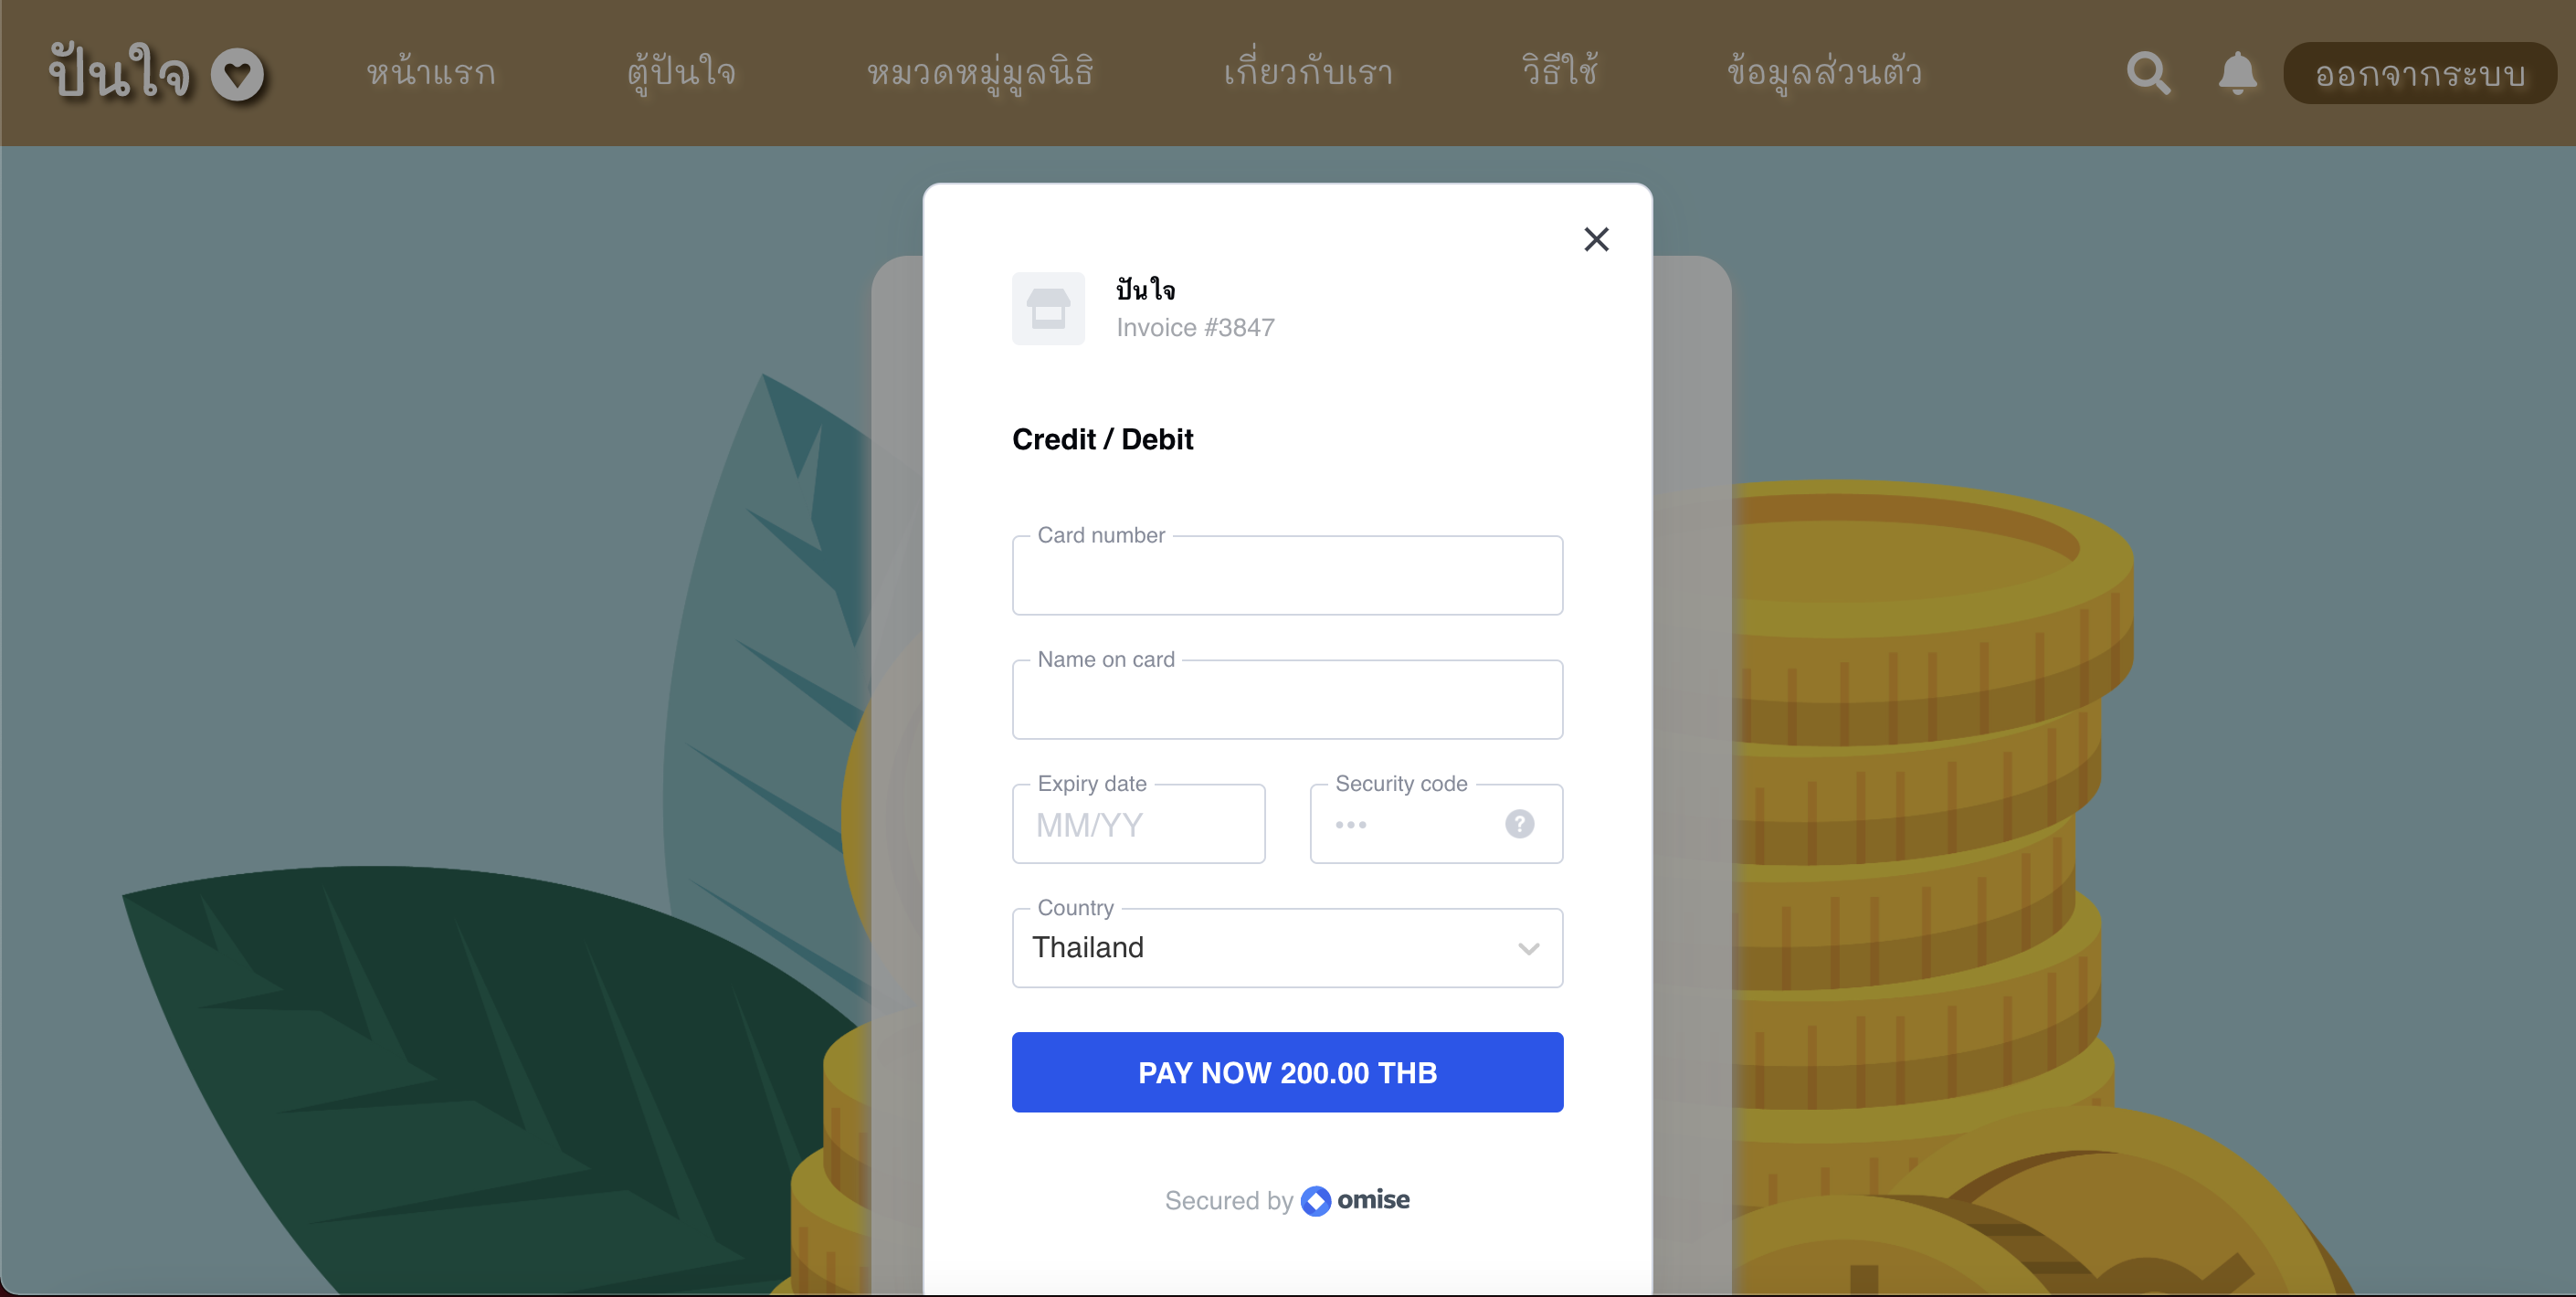 ปันใจ
หน้าแรก ตู้ปันใจ หมวดหมู่มูลนิธิ เกี่ยวกับเรา วิธีใช้ ข้อมูลส่วนตัว ออกจากระบบ
ปันใจ
Invoice #3847
Credit / Debit
Card number
Name on card
Expiry date Security code
MM/YY •••
Country
Thailand
PAY NOW 200.00 THB
Secured by omise